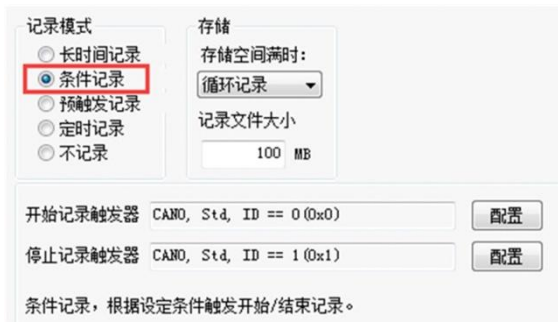 记录模式
长时间记录
条件记录
预触发记录
定时记录
不记录
存储
存储空间满时:
循环记录
记录文件大小
100 MB
开始记录触发器 CAN0, Std, ID == 0(0x0) 配置
停止记录触发器 CAN0, Std, ID == 1(0x1) 配置
条件记录，根据设定条件触发开始/结束记录。